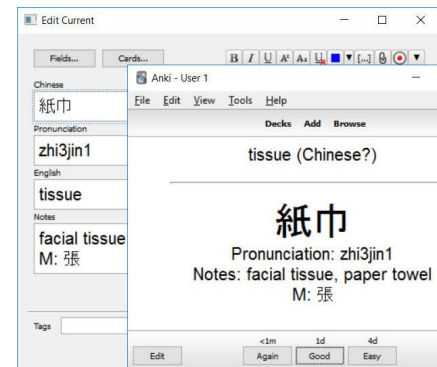 Edit Current
Fields... Cards...
B I U A² A₂ U [...]
Chinese
紙巾
Pronunciation
zhi3jin1
English
tissue
Notes
facial tissue
M: 張
Tags
Anki - User 1
File Edit View Tools Help
Decks Add Browse
tissue (Chinese?)
紙巾
Pronunciation: zhi3jin1
Notes: facial tissue, paper towel
M: 張
<1m 1d 4d
Edit Again Good Easy